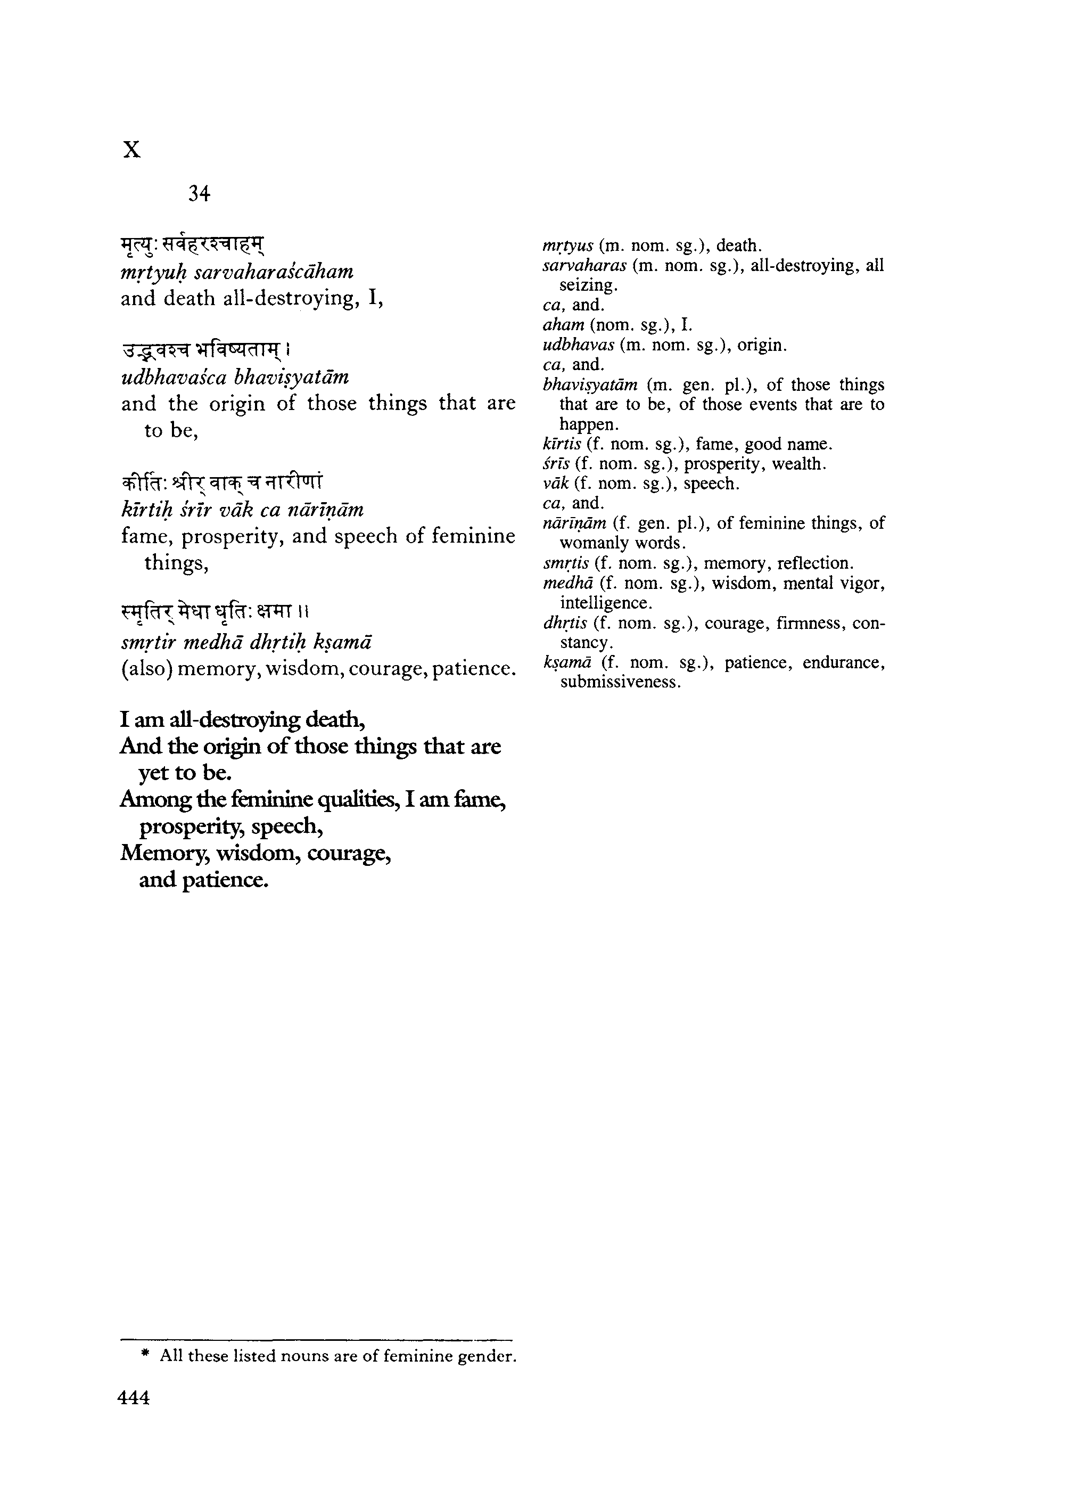 X
34
मृत्युः सर्वहरश्चाहम्
mṛtyuḥ sarvaharaścāham
and death all-destroying, I,
उद्भवश्च भविष्यताम् ।
udbhavaśca bhaviṣyatām
and the origin of those things that are
to be,
कीर्तिः श्रीर् वाक् च नारीणां
kīrtiḥ śrīr vāk ca nārīṇām
fame, prosperity, and speech of feminine
things,
स्मृतिर् मेधा धृतिः क्षमा ॥
smṛtir medhā dhṛtiḥ kṣamā
(also) memory, wisdom, courage, patience.
I am all-destroying death,
And the origin of those things that are
yet to be.
Among the feminine qualities, I am fame,
prosperity, speech,
Memory, wisdom, courage,
and patience.
mṛtyus (m. nom. sg.), death.
sarvaharas (m. nom. sg.), all-destroying, all
seizing.
ca, and.
aham (nom. sg.), I.
udbhavas (m. nom. sg.), origin.
ca, and.
bhaviṣyatām (m. gen. pl.), of those things
that are to be, of those events that are to
happen.
kīrtis (f. nom. sg.), fame, good name.
śrīs (f. nom. sg.), prosperity, wealth.
vāk (f. nom. sg.), speech.
ca, and.
nārīṇām (f. gen. pl.), of feminine things, of
womanly words.
smṛtis (f. nom. sg.), memory, reflection.
medhā (f. nom. sg.), wisdom, mental vigor,
intelligence.
dhṛtis (f. nom. sg.), courage, firmness, con-
stancy.
kṣamā (f. nom. sg.), patience, endurance,
submissiveness.
* All these listed nouns are of feminine gender.
444